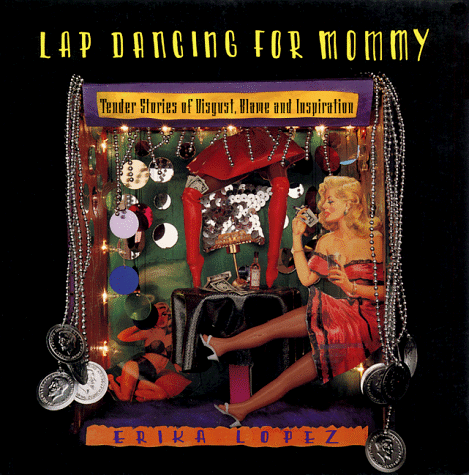 LAP DANCING FOR MOMMY
Tender Stories of Disgust, Blame and Inspiration
ERIKA LOPEZ